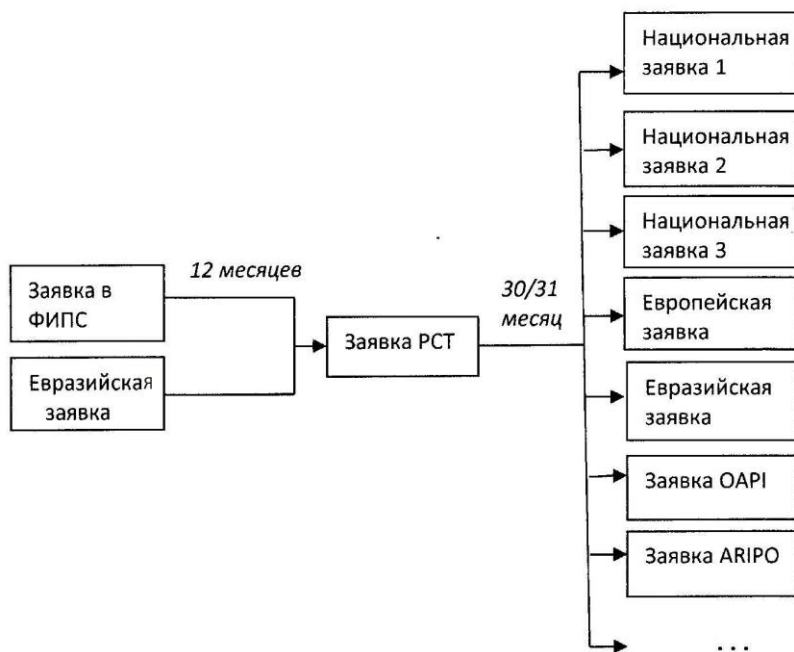 Заявка в
ФИПС
Евразийская
заявка
12 месяцев
Заявка РСТ
30/31
месяц
Национальная
заявка 1
Национальная
заявка 2
Национальная
заявка 3
Европейская
заявка
Евразийская
заявка
Заявка OAPI
Заявка ARIPO
...